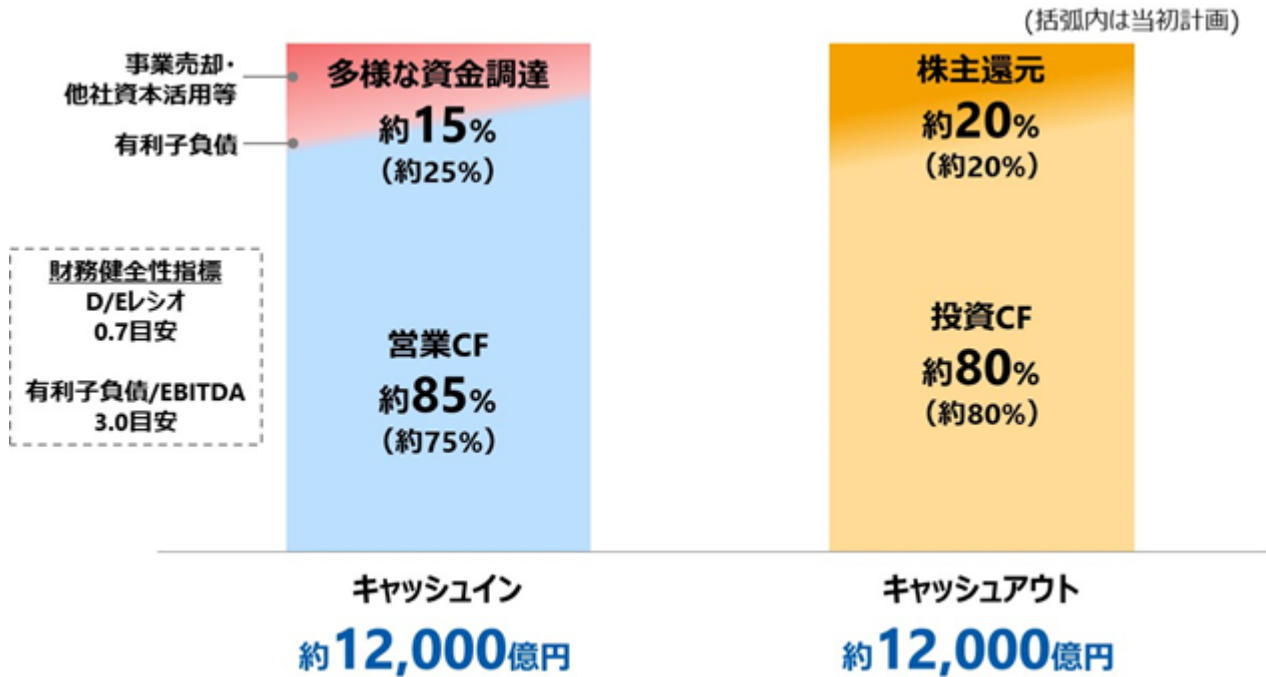 (括弧内は当初計画)
事業売却・
他社資本活用等
有利子負債
多様な資金調達
約15%
(約25%)
財務健全性指標
D/Eレシオ
0.7目安
有利子負債/EBITDA
3.0目安
営業CF
約85%
(約75%)
キャッシュイン
約12,000億円
株主還元
約20%
(約20%)
投資CF
約80%
(約80%)
キャッシュアウト
約12,000億円